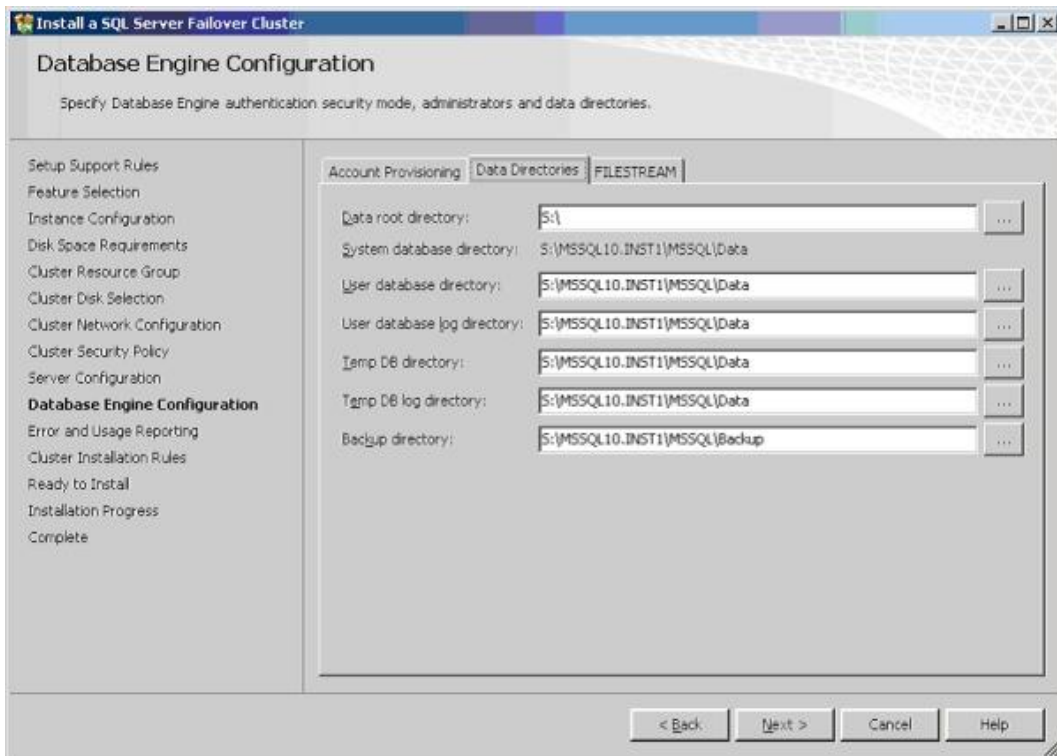 Install a SQL Server Failover Cluster
Database Engine Configuration
Specify Database Engine authentication security mode, administrators and data directories.
Setup Support Rules
Feature Selection
Instance Configuration
Disk Space Requirements
Cluster Resource Group
Cluster Disk Selection
Cluster Network Configuration
Cluster Security Policy
Server Configuration
Database Engine Configuration
Error and Usage Reporting
Cluster Installation Rules
Ready to Install
Installation Progress
Complete
Account Provisioning Data Directories FILESTREAM
Data root directory: S:\ ...
System database directory: S:\MSSQL10.INST1\MSSQL\Data
User database directory: S:\MSSQL10.INST1\MSSQL\Data ...
User database log directory: S:\MSSQL10.INST1\MSSQL\Data ...
Temp DB directory: S:\MSSQL10.INST1\MSSQL\Data ...
Temp DB log directory: S:\MSSQL10.INST1\MSSQL\Data ...
Backup directory: S:\MSSQL10.INST1\MSSQL\Backup ...
< Back Next > Cancel Help